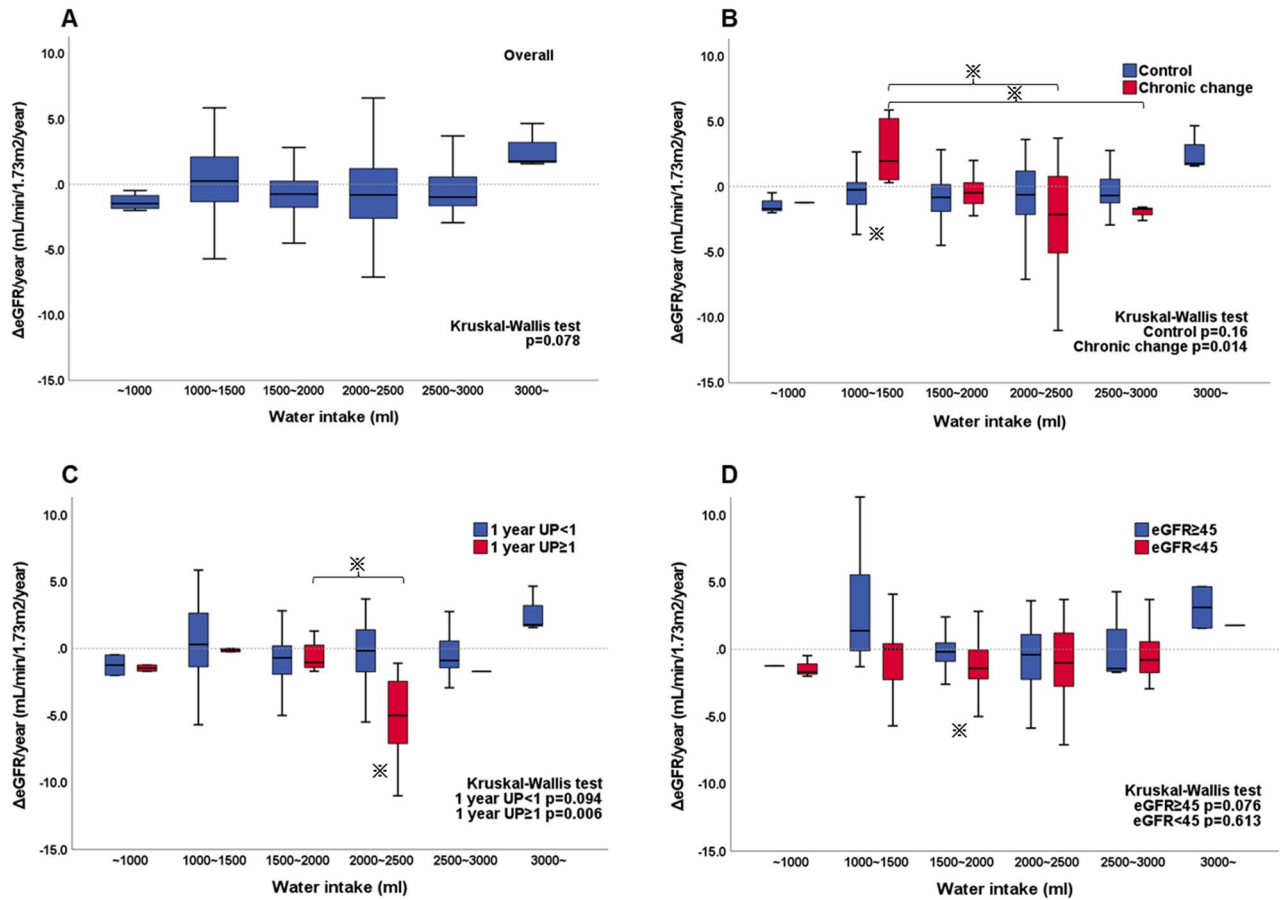 A
10.0
5.0
.0
-5.0
-10.0
-15.0
ΔeGFR/year (mL/min/1.73m2/year)
Overall
Kruskal-Wallis test
p=0.078
~1000 1000~1500 1500~2000 2000~2500 2500~3000 3000~
Water intake (ml)
B
10.0
5.0
.0
-5.0
-10.0
-15.0
ΔeGFR/year (mL/min/1.73m2/year)
Control
Chronic change
※
※
※
Kruskal-Wallis test
Control p=0.16
Chronic change p=0.014
~1000 1000~1500 1500~2000 2000~2500 2500~3000 3000~
Water intake (ml)
C
10.0
5.0
.0
-5.0
-10.0
-15.0
ΔeGFR/year (mL/min/1.73m2/year)
1 year UP<1
1 year UP≥1
※
※
Kruskal-Wallis test
1 year UP<1 p=0.094
1 year UP≥1 p=0.006
~1000 1000~1500 1500~2000 2000~2500 2500~3000 3000~
Water intake (ml)
D
10.0
5.0
.0
-5.0
-10.0
-15.0
ΔeGFR/year (mL/min/1.73m2/year)
eGFR≥45
eGFR<45
※
Kruskal-Wallis test
eGFR≥45 p=0.076
eGFR<45 p=0.613
~1000 1000~1500 1500~2000 2000~2500 2500~3000 3000~
Water intake (ml)